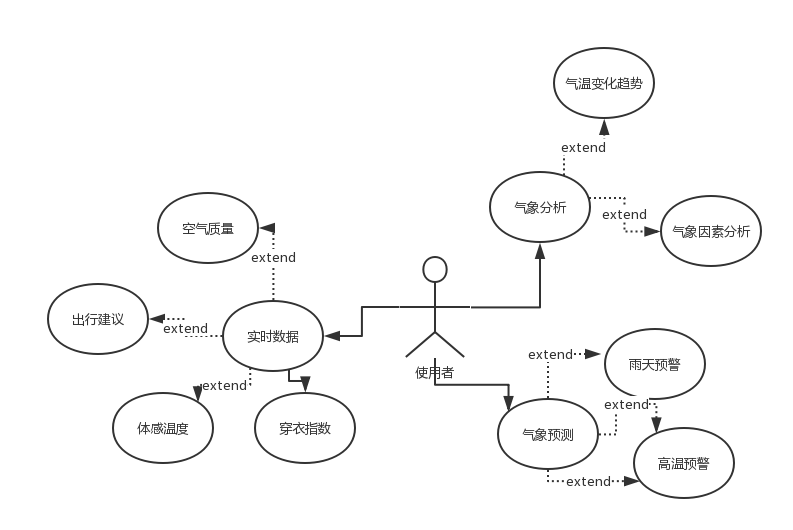 气温变化趋势
extend
气象分析
extend
气象因素分析
空气质量
extend
出行建议
extend
实时数据
extend
体感温度
穿衣指数
使用者
extend
雨天预警
extend
气象预测
高温预警
extend